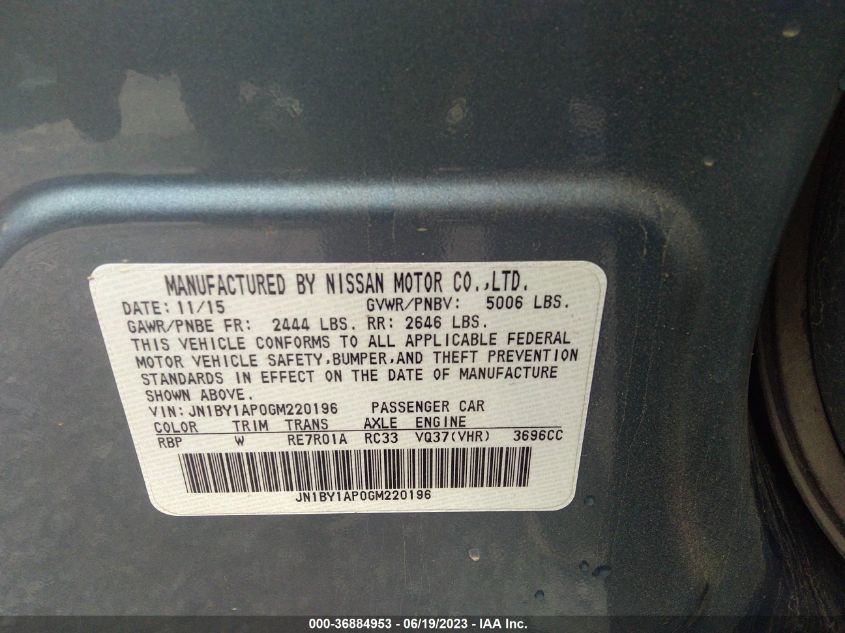 MANUFACTURED BY NISSAN MOTOR CO.,LTD.
DATE: 11/15 GVWR/PNBV: 5006 LBS.
GAWR/PNBE FR: 2444 LBS. RR: 2646 LBS.
THIS VEHICLE CONFORMS TO ALL APPLICABLE FEDERAL
MOTOR VEHICLE SAFETY,BUMPER,AND THEFT PREVENTION
STANDARDS IN EFFECT ON THE DATE OF MANUFACTURE
SHOWN ABOVE.
VIN: JN1BY1AP0GM220196 PASSENGER CAR
COLOR TRIM TRANS AXLE ENGINE
RBP W RE7R01A RC33 VQ37(VHR) 3696CC
JN1BY1AP0GM220196
000-36884953 - 06/19/2023 - IAA Inc.